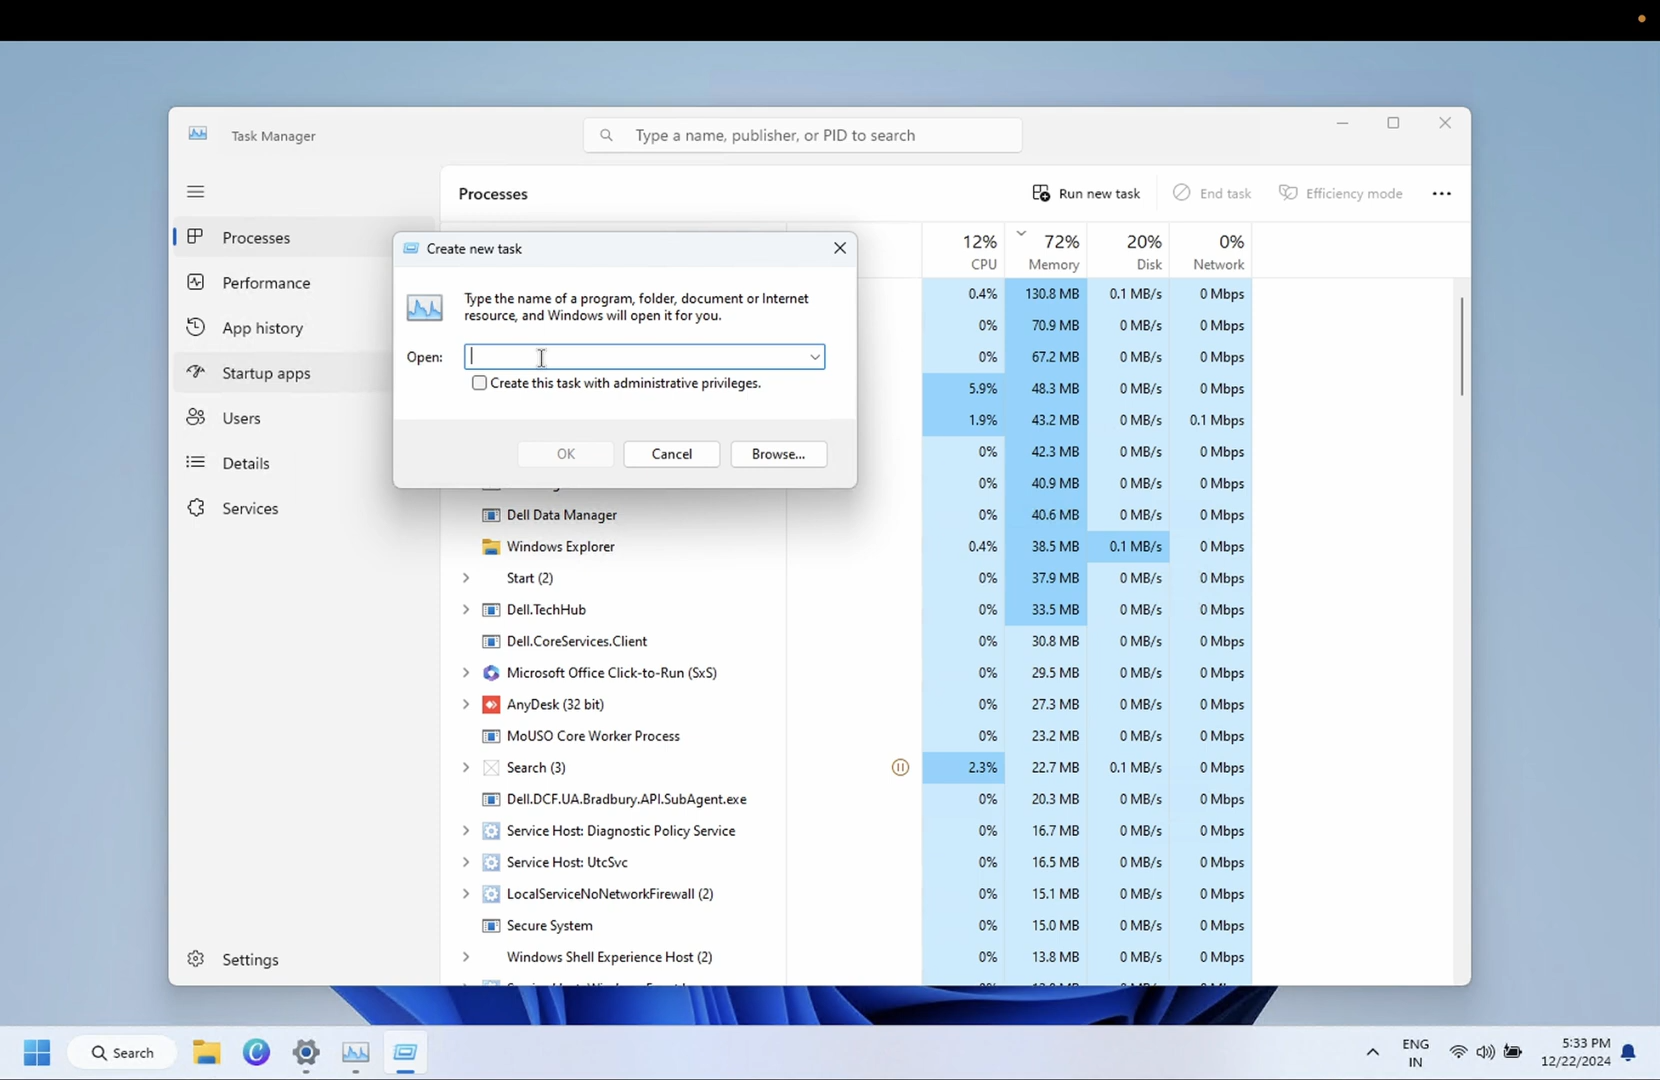 Task Manager
Type a name, publisher, or PID to search
Processes
Run new task
End task
Efficiency mode
Processes
Performance
App history
Startup apps
Users
Details
Services
Settings
Create new task
Type the name of a program, folder, document or Internet
resource, and Windows will open it for you.
Open:
Create this task with administrative privileges.
OK Cancel Browse...
12% 72% 20% 0%
CPU Memory Disk Network
0.4% 130.8 MB 0.1 MB/s 0 Mbps
0% 70.9 MB 0 MB/s 0 Mbps
0% 67.2 MB 0 MB/s 0 Mbps
5.9% 48.3 MB 0 MB/s 0 Mbps
1.9% 43.2 MB 0 MB/s 0.1 Mbps
0% 42.3 MB 0 MB/s 0 Mbps
0% 40.9 MB 0 MB/s 0 Mbps
Dell Data Manager 0% 40.6 MB 0 MB/s 0 Mbps
Windows Explorer 0.4% 38.5 MB 0.1 MB/s 0 Mbps
Start (2) 0% 37.9 MB 0 MB/s 0 Mbps
Dell.TechHub 0% 33.5 MB 0 MB/s 0 Mbps
Dell.CoreServices.Client 0% 30.8 MB 0 MB/s 0 Mbps
Microsoft Office Click-to-Run (SxS) 0% 29.5 MB 0 MB/s 0 Mbps
AnyDesk (32 bit) 0% 27.3 MB 0 MB/s 0 Mbps
MoUSO Core Worker Process 0% 23.2 MB 0 MB/s 0 Mbps
Search (3) 2.3% 22.7 MB 0.1 MB/s 0 Mbps
Dell.DCF.UA.Bradbury.API.SubAgent.exe 0% 20.3 MB 0 MB/s 0 Mbps
Service Host: Diagnostic Policy Service 0% 16.7 MB 0 MB/s 0 Mbps
Service Host: UtcSvc 0% 16.5 MB 0 MB/s 0 Mbps
LocalServiceNoNetworkFirewall (2) 0% 15.1 MB 0 MB/s 0 Mbps
Secure System 0% 15.0 MB 0 MB/s 0 Mbps
Windows Shell Experience Host (2) 0% 13.8 MB 0 MB/s 0 Mbps
Search
ENG
IN
5:33 PM
12/22/2024